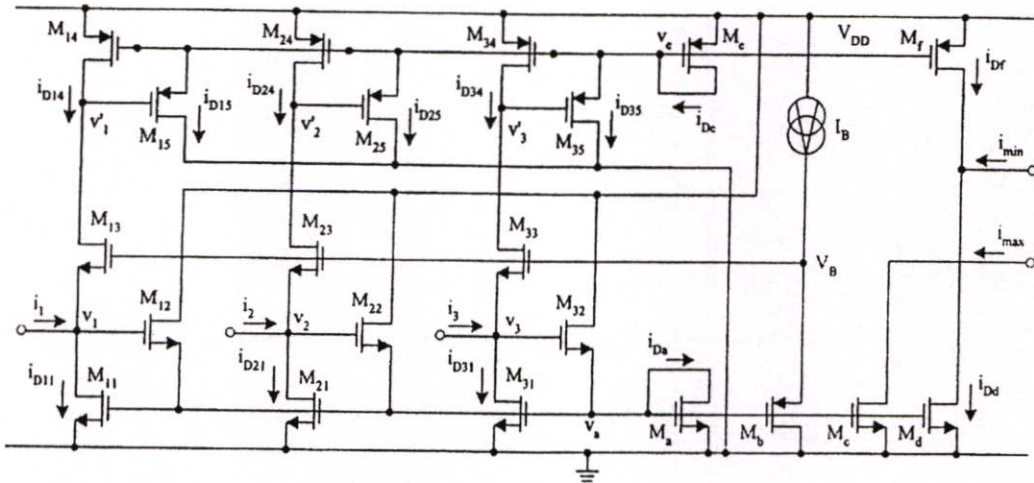 M14 M24 M34 vc Mc VDD Mf
iDf
iD14 iD15 iD24 iD25 iD34 iD35 iDc IB
v'1 v'2 v'3
M15 M25 M35
imin
M13 M23 M33 imax
VB
i1 M12 i2 M22 i3 M32
v1 v2 v3
iDa
iD11 M11 iD21 M21 iD31 M31 iDd
va Ma Mb Mc Md